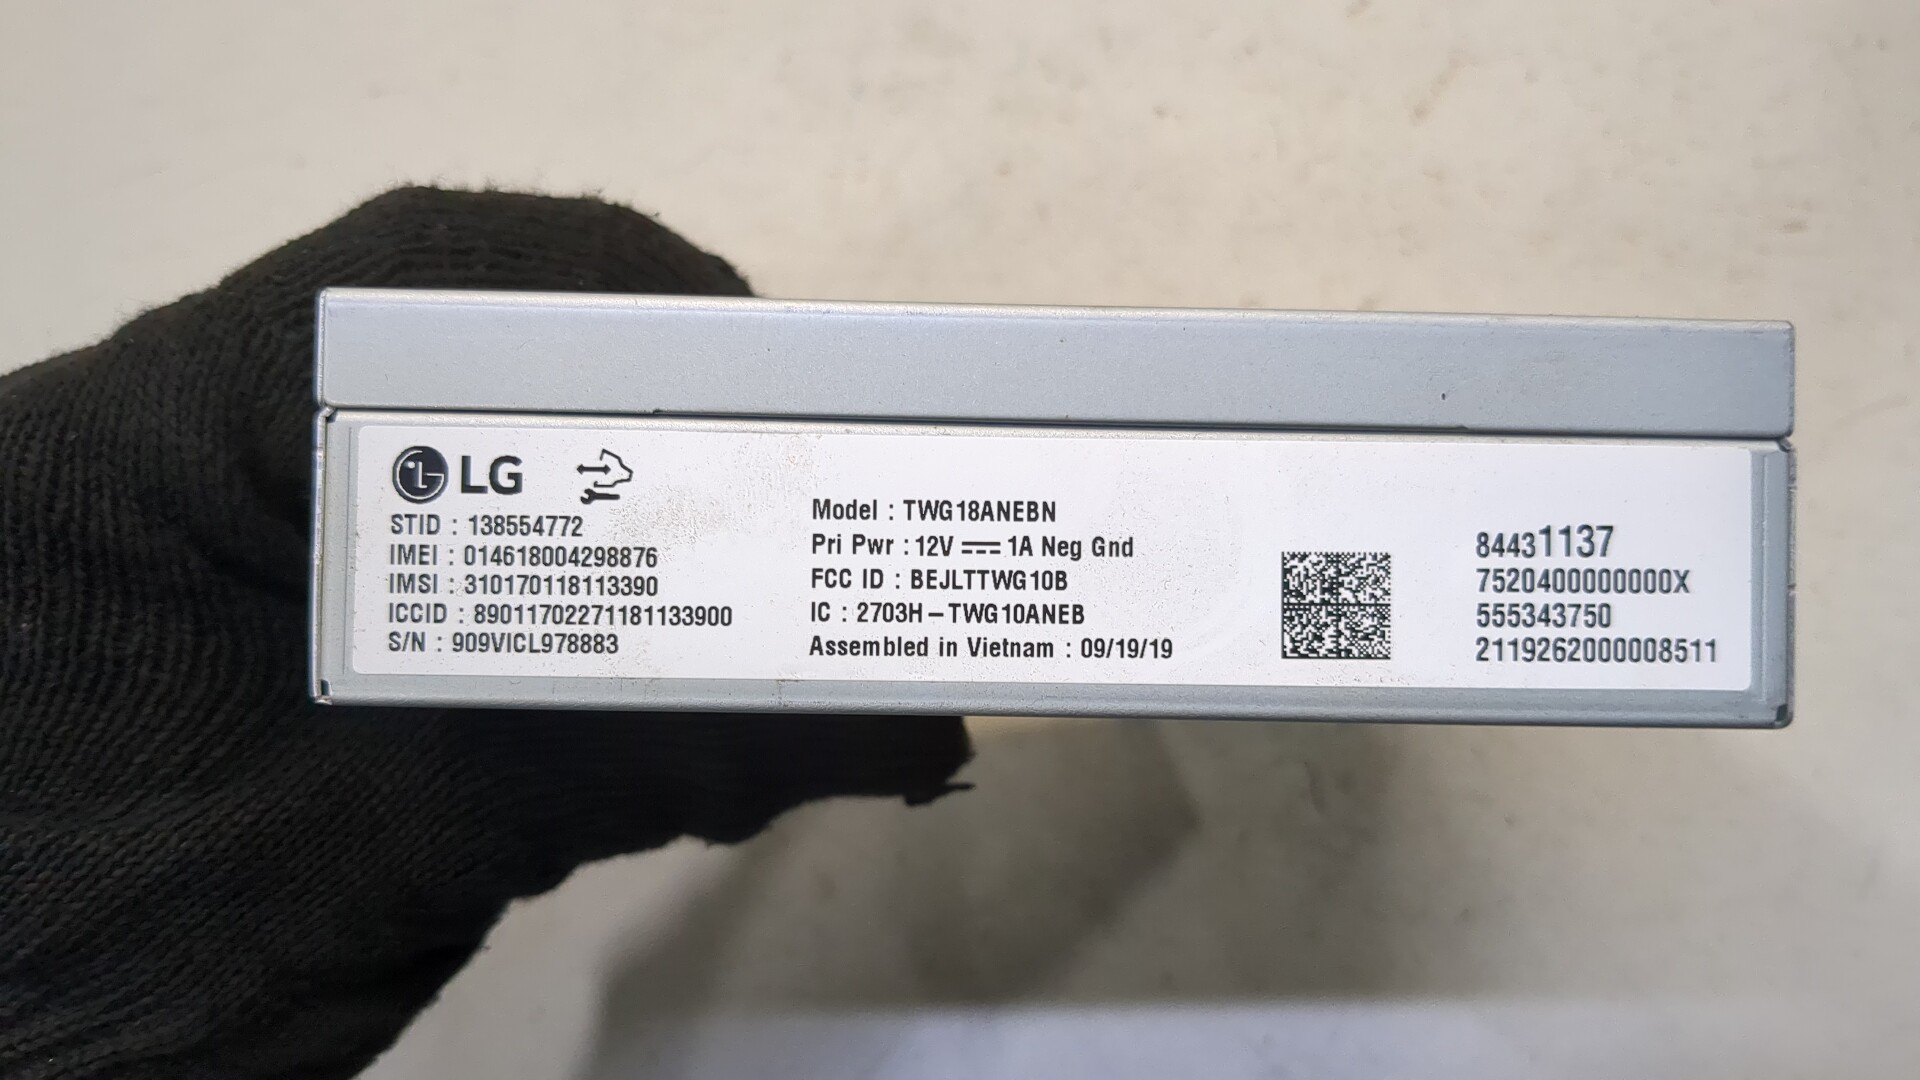 LG
STID : 138554772
IMEI : 014618004298876
IMSI : 310170118113390
ICCID : 89011702271181133900
S/N : 909VICL978883
Model : TWG18ANEBN
Pri Pwr : 12V ⎓ 1A Neg Gnd
FCC ID : BEJLTTWG10B
IC : 2703H–TWG10ANEB
Assembled in Vietnam : 09/19/19
84431137
7520400000000X
555343750
2119262000008511